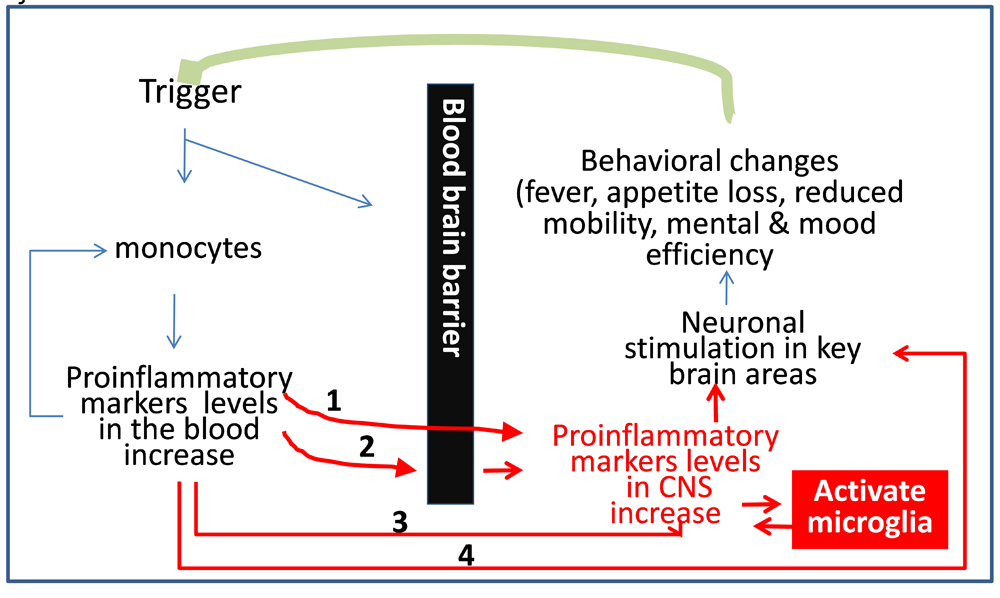 Trigger
Blood brain barrier
Behavioral changes
(fever, appetite loss, reduced
mobility, mental & mood
efficiency
monocytes
Neuronal
stimulation in key
brain areas
Proinflammatory
markers levels
in the blood
increase
1
2
Proinflammatory
markers levels
in CNS
increase
Activate
microglia
3
4